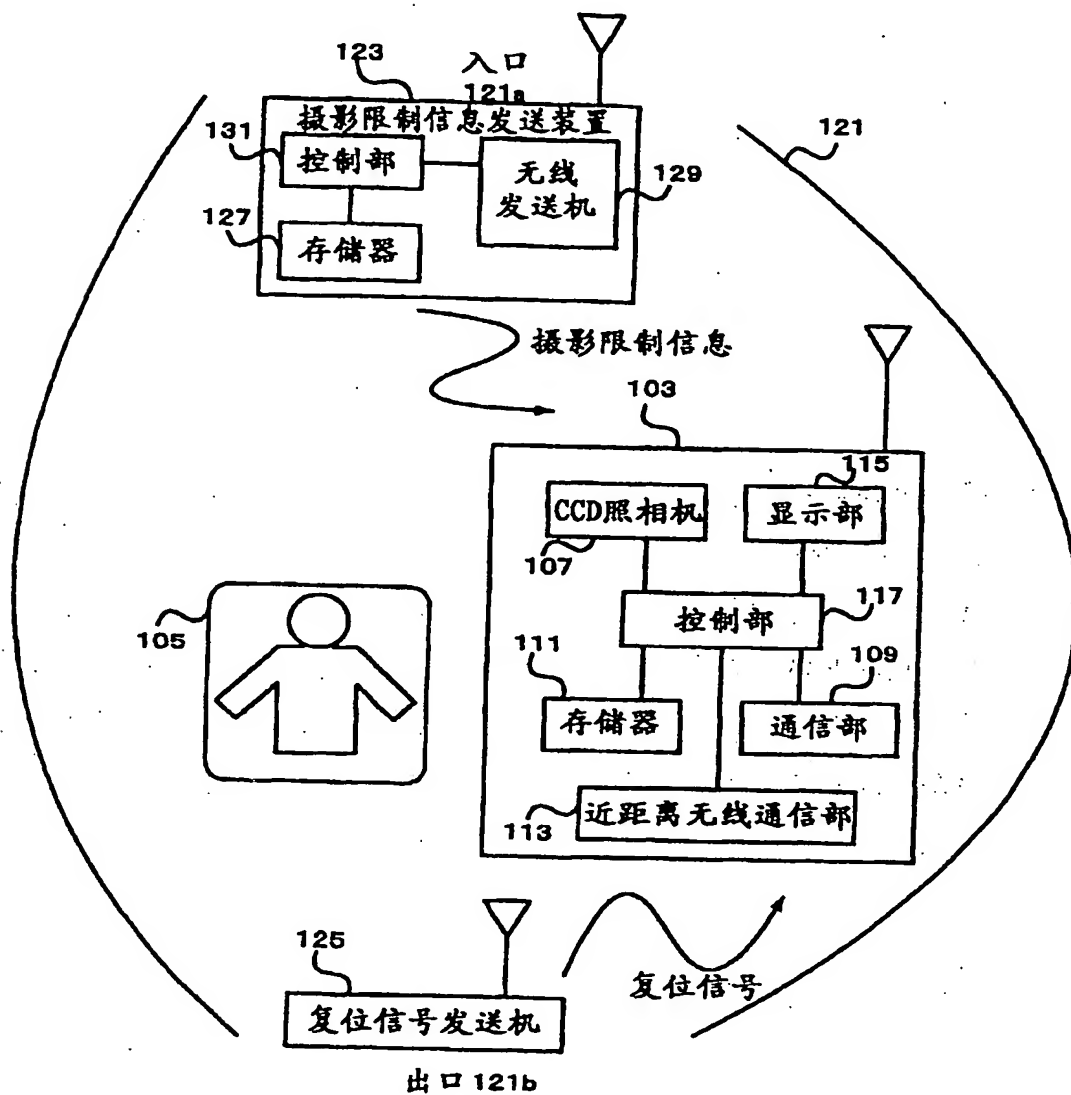 入口
123
121a
摄影限制信息发送装置
131
控制部
无线
发送机
129
121
127
存储器
摄影限制信息
103
115
CCD照相机
显示部
107
117
控制部
105
111
109
存储器
通信部
113
近距离无线通信部
125
复位信号
复位信号发送机
出口 121b